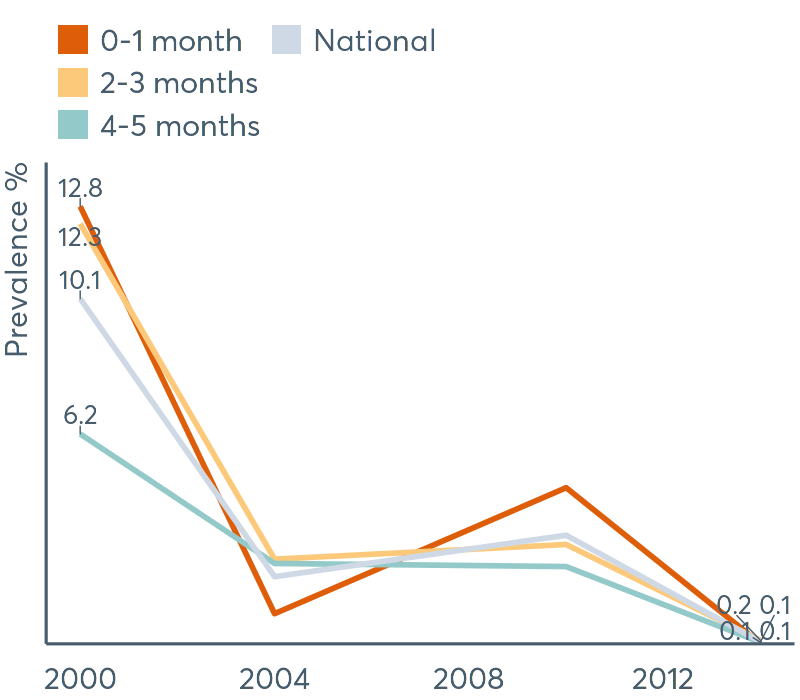 0-1 month National
2-3 months
4-5 months
Prevalence %
12.8
12.3
10.1
6.2
0.2 0.1
0.1 0.1
2000 2004 2008 2012